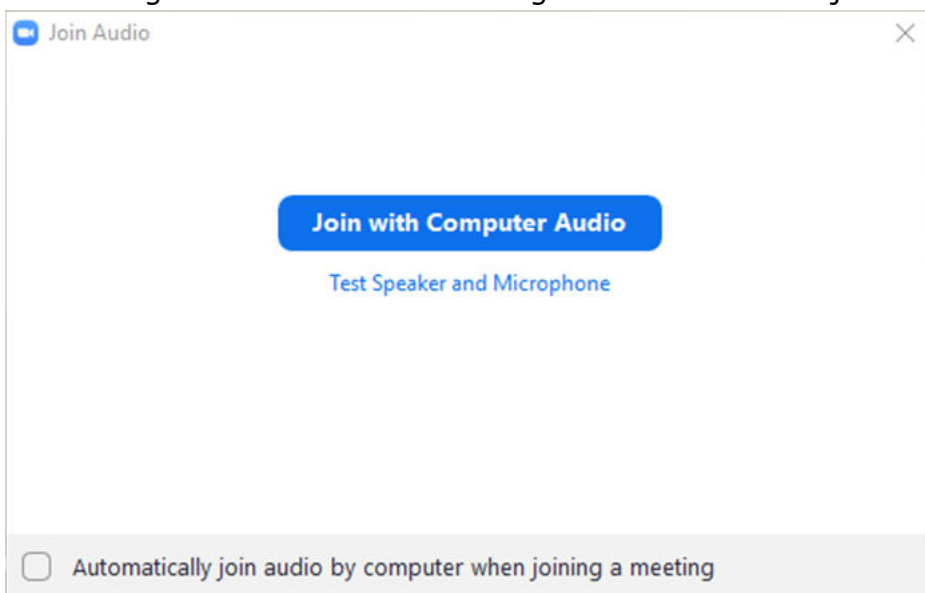 Join Audio
Join with Computer Audio
Test Speaker and Microphone
Automatically join audio by computer when joining a meeting